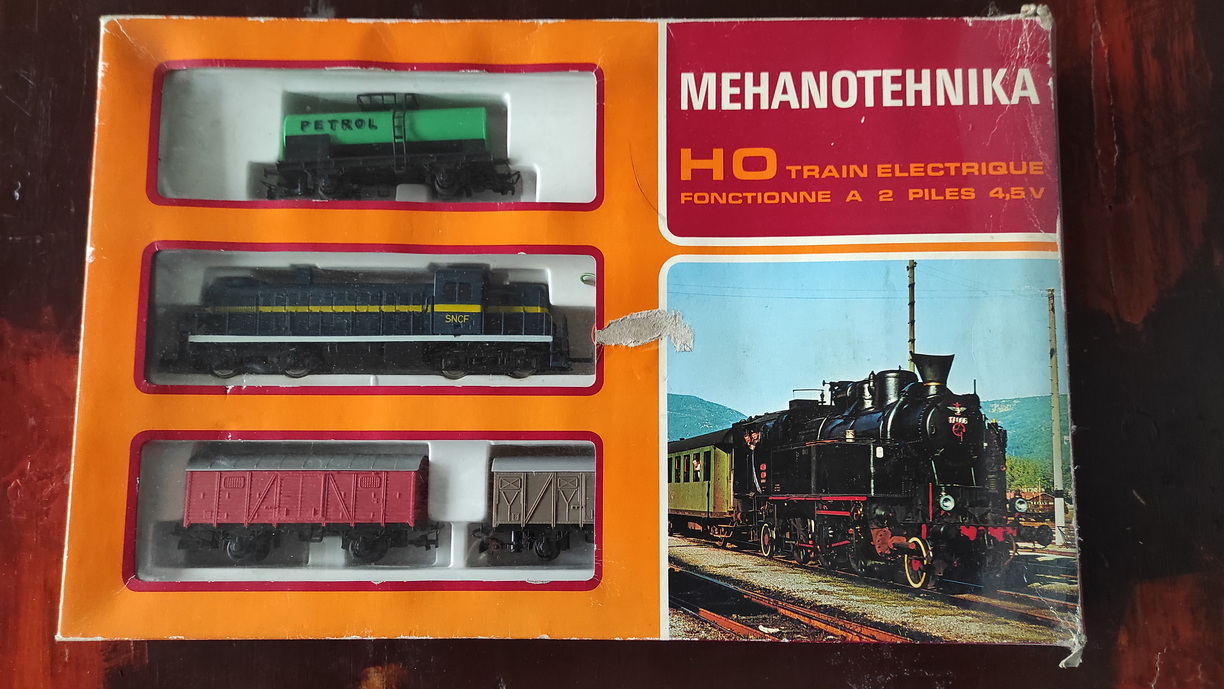 PETROL
SNCF
MEHANOTEHNIKA
HO TRAIN ELECTRIQUE
FONCTIONNE A 2 PILES 4,5 V